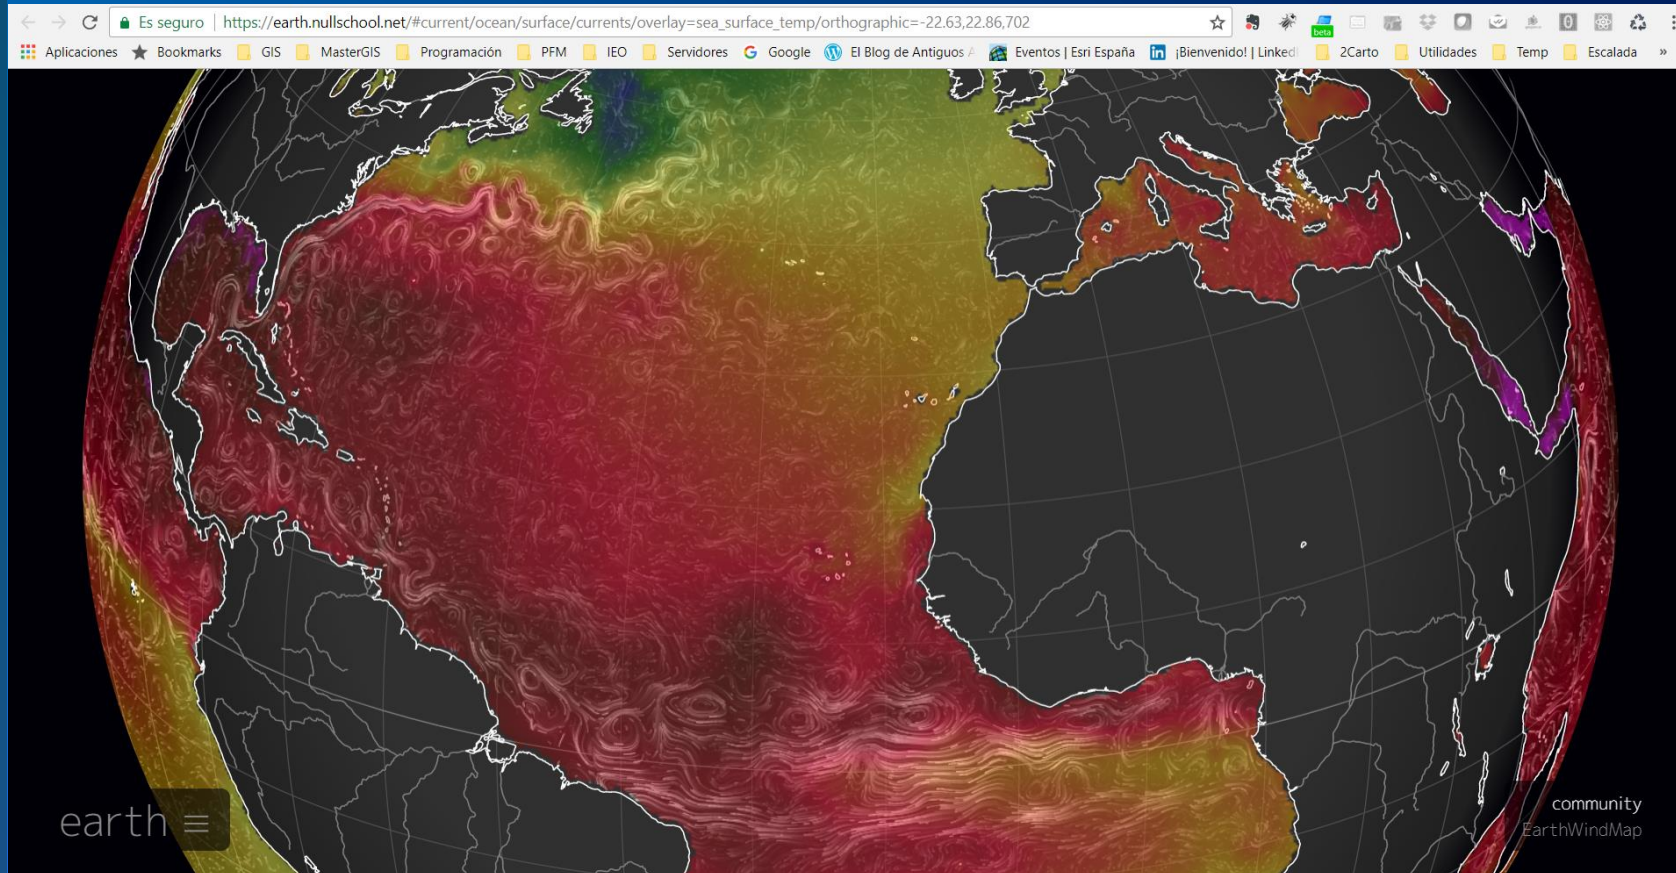 Es seguro | https://earth.nullschool.net/#current/ocean/surface/currents/overlay=sea_surface_temp/orthographic=-22.63,22.86,702
beta
Aplicaciones Bookmarks GIS MasterGIS Programación PFM IEO Servidores Google El Blog de Antiguos A Eventos | Esri España ¡Bienvenido! | Linked 2Carto Utilidades Temp Escalada »
earth
community
EarthWindMap